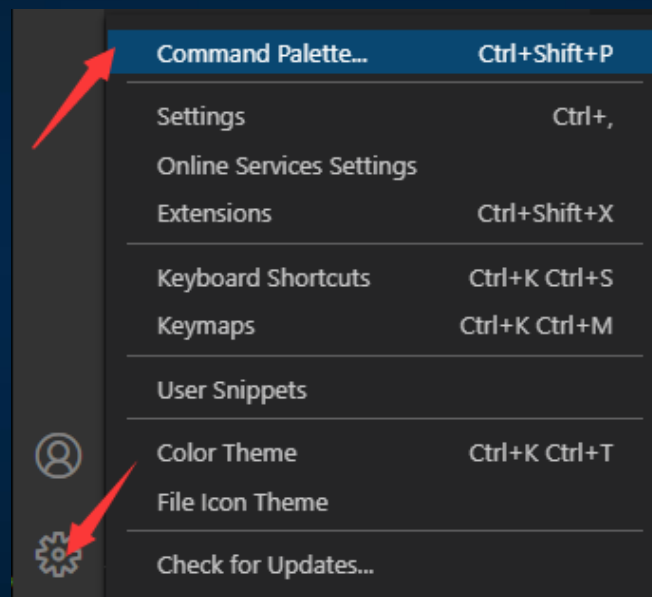 Command Palette... Ctrl+Shift+P
Settings Ctrl+,
Online Services Settings
Extensions Ctrl+Shift+X
Keyboard Shortcuts Ctrl+K Ctrl+S
Keymaps Ctrl+K Ctrl+M
User Snippets
Color Theme Ctrl+K Ctrl+T
File Icon Theme
Check for Updates...